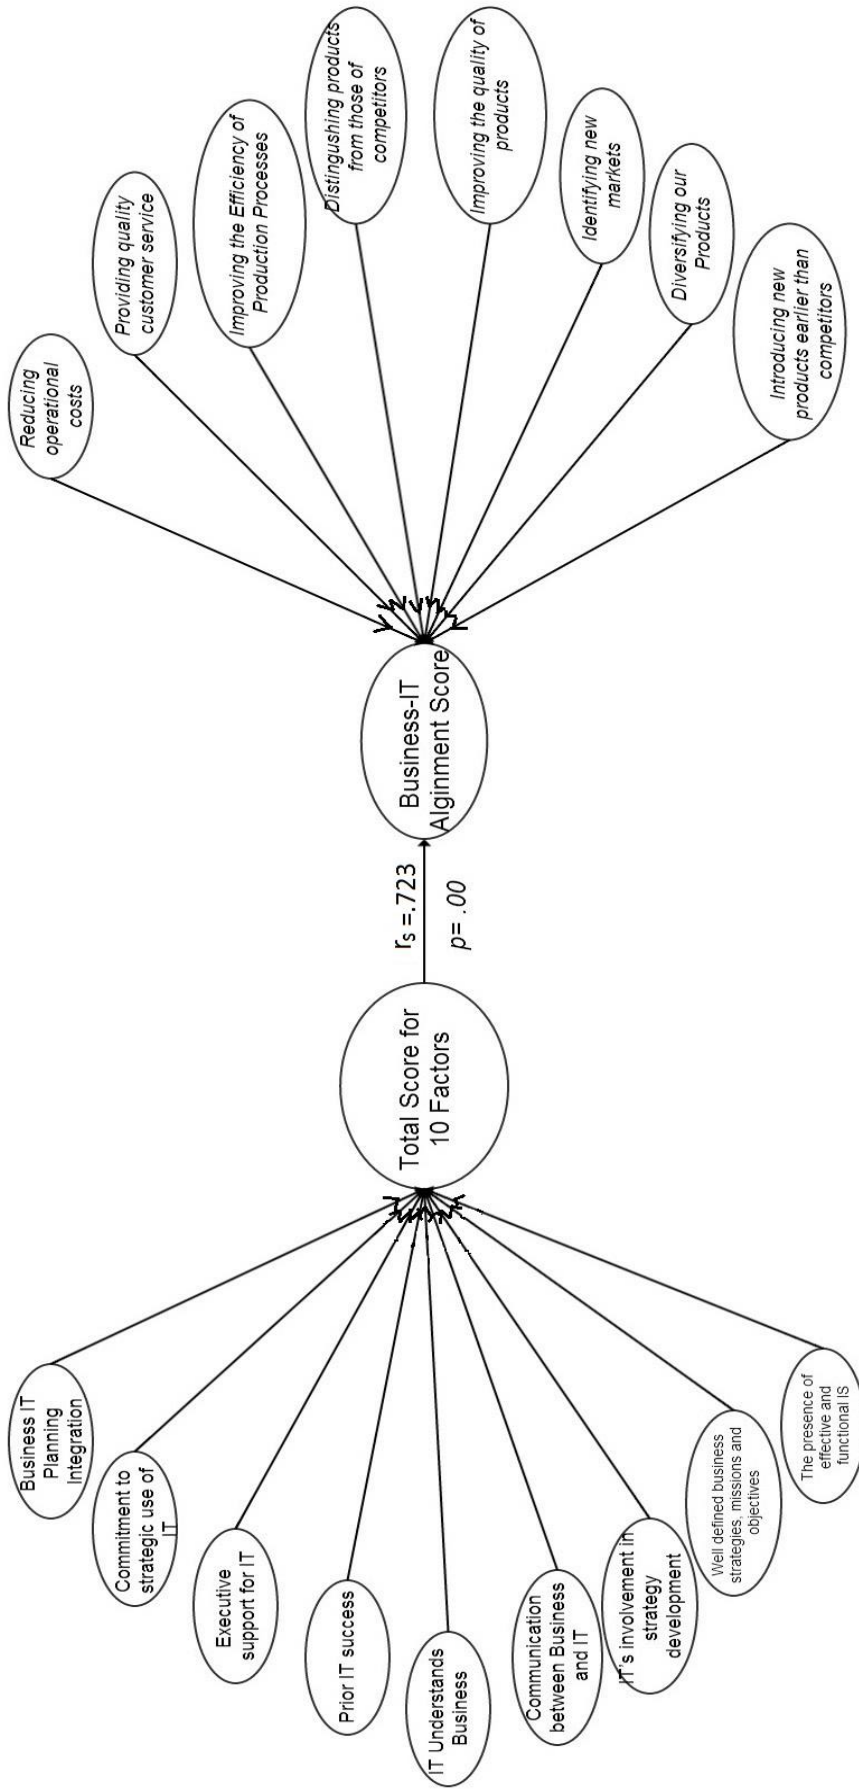 Business IT
Planning
Integration
Commitment to
strategic use of
IT
Executive
support for IT
Prior IT success
IT Understands
Business
Communication
between Business
and IT
IT's involvement in
strategy
development
Well defined business
strategies, missions and
objectives
The presence of
effective and
functional IS
Total Score for
10 Factors
rₛ =.723
p= .00
Business-IT
Alginment Score
Reducing
operational
costs
Providing quality
customer service
Improving the Efficiency of
Production Processes
Distingushing products
from those of
competitors
Improving the quality of
products
Identifying new
markets
Diversifying our
Products
Introducing new
products earlier than
competitors